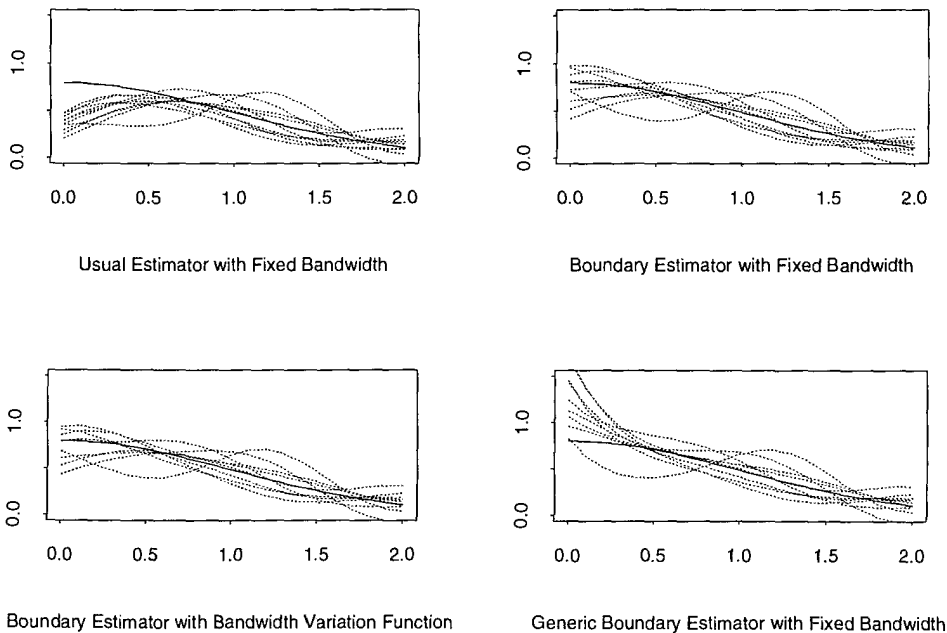 1.0
0.0
0.0 0.5 1.0 1.5 2.0
Usual Estimator with Fixed Bandwidth
1.0
0.0
0.0 0.5 1.0 1.5 2.0
Boundary Estimator with Fixed Bandwidth
1.0
0.0
0.0 0.5 1.0 1.5 2.0
Boundary Estimator with Bandwidth Variation Function
1.0
0.0
0.0 0.5 1.0 1.5 2.0
Generic Boundary Estimator with Fixed Bandwidth